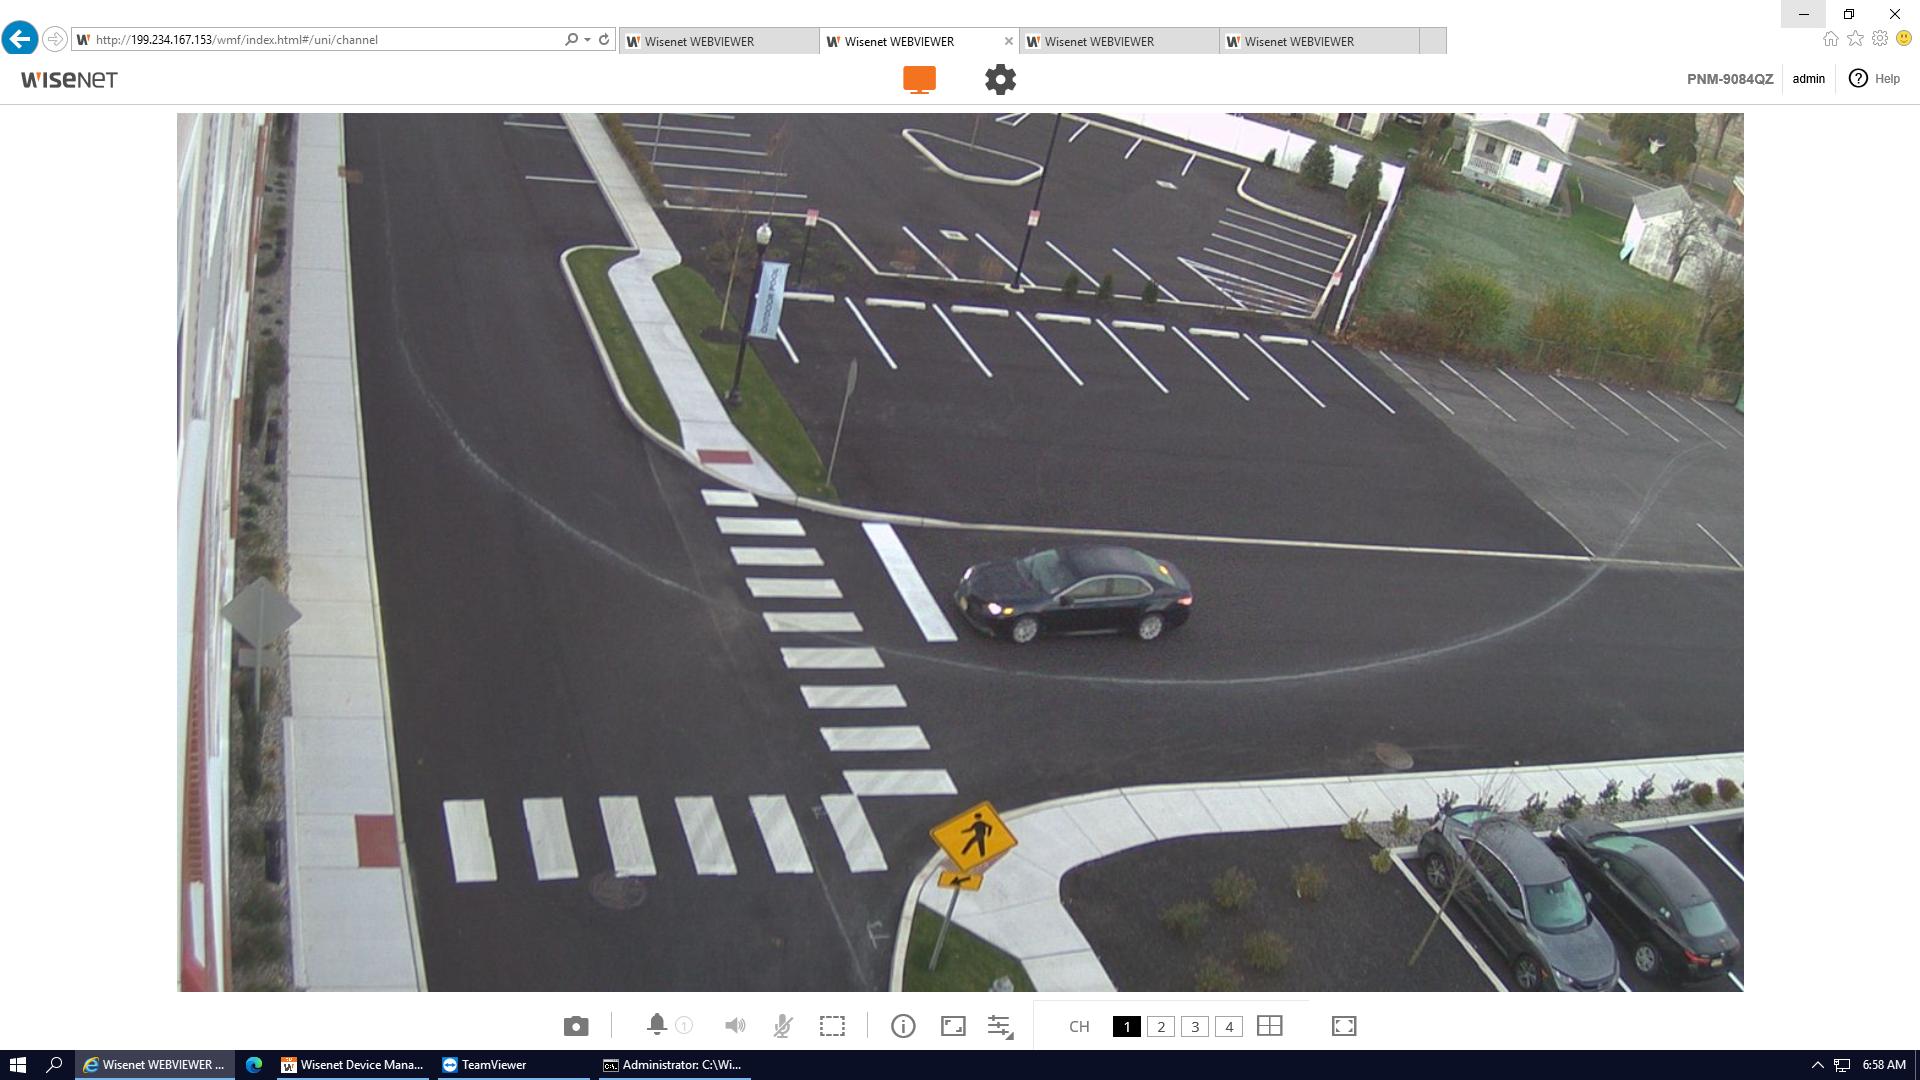 http://199.234.167.153/wmf/index.html#/uni/channel
Wisenet WEBVIEWER
Wisenet WEBVIEWER
Wisenet WEBVIEWER
Wisenet WEBVIEWER
WISENET
PNM-9084QZ
admin
? Help
OUTDOOR POOL
1
CH
1
2
3
4
Wisenet WEBVIEWER ...
Wisenet Device Mana...
TeamViewer
Administrator: C:\Wi...
6:58 AM